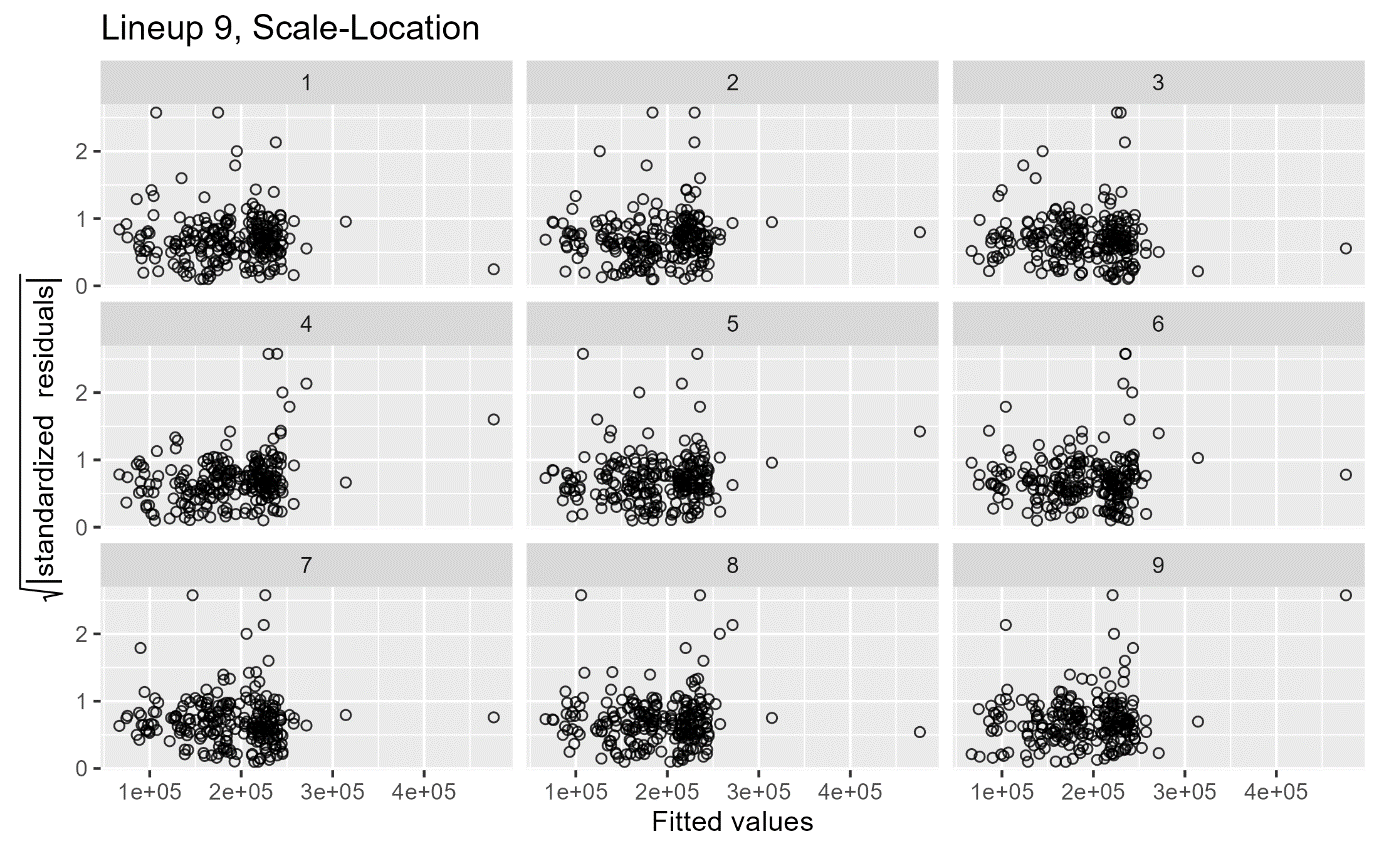 Lineup 9, Scale-Location
1 2 3
2
1
0
4 5 6
2
1
0
7 8 9
2
1
0
√|standardized residuals|
1e+05 2e+05 3e+05 4e+05 1e+05 2e+05 3e+05 4e+05 1e+05 2e+05 3e+05 4e+05
Fitted values